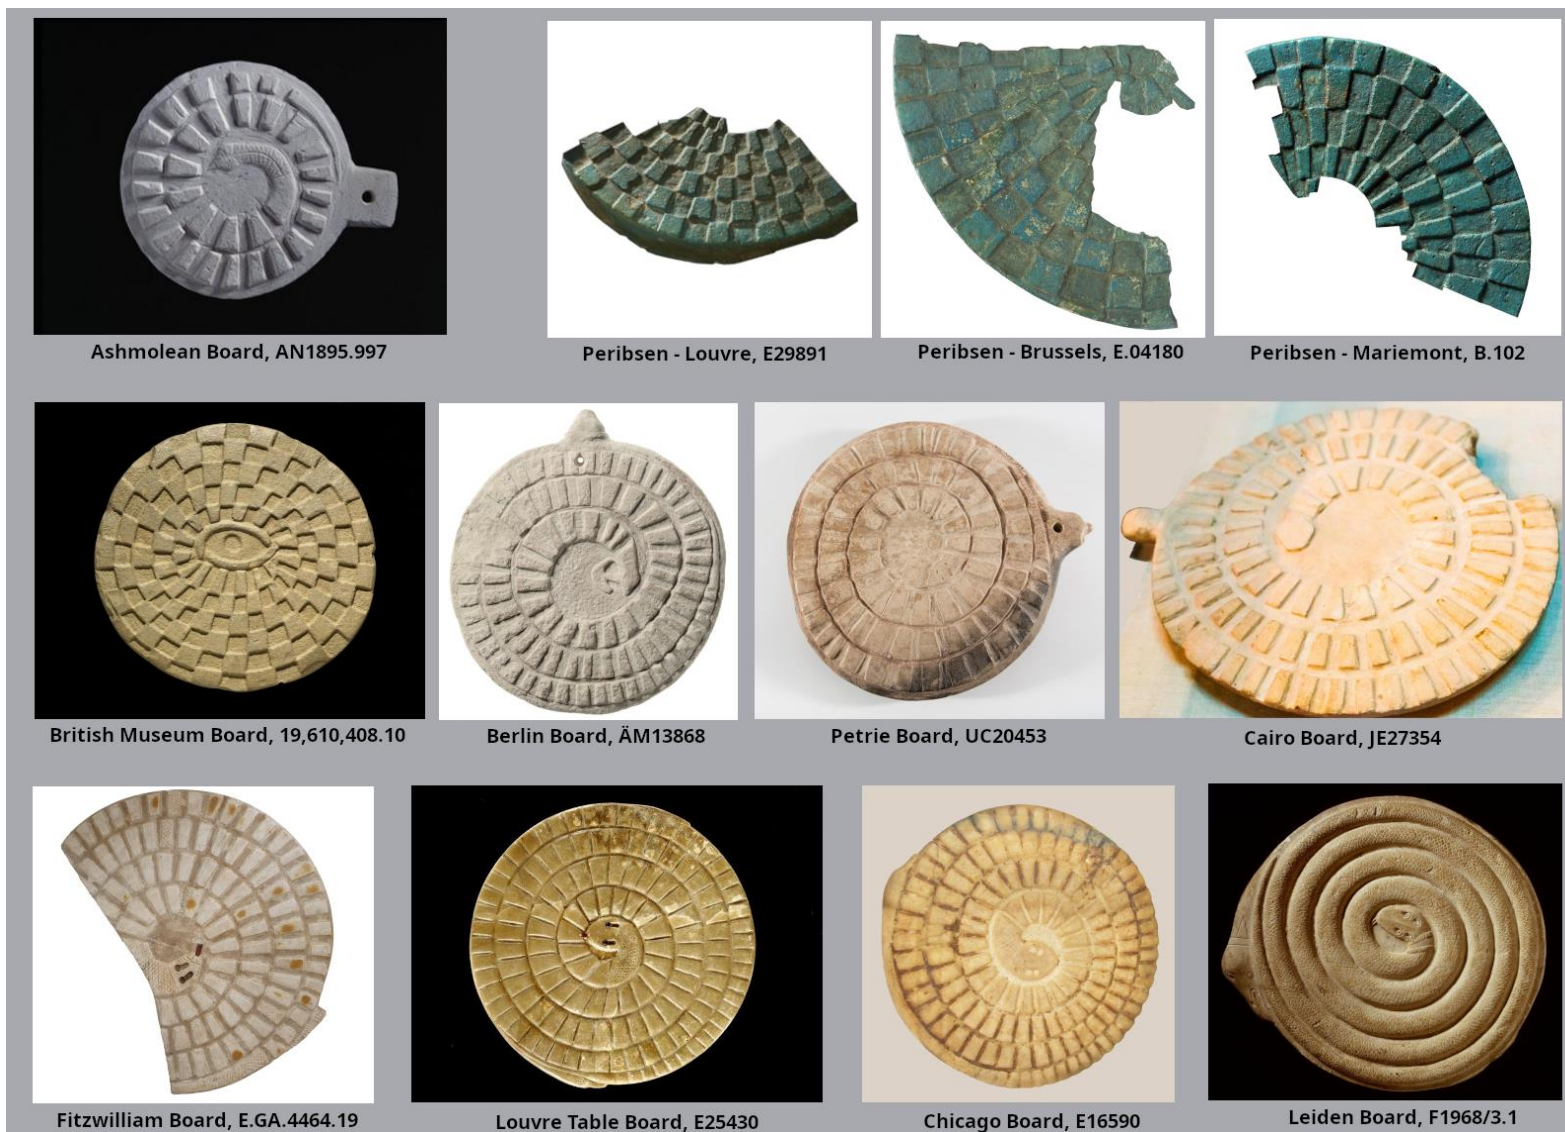 Ashmolean Board, AN1895.997
Peribsen - Louvre, E29891
Peribsen - Brussels, E.04180
Peribsen - Mariemont, B.102
British Museum Board, 19,610,408.10
Berlin Board, ÄM13868
Petrie Board, UC20453
Cairo Board, JE27354
Fitzwilliam Board, E.GA.4464.19
Louvre Table Board, E25430
Chicago Board, E16590
Leiden Board, F1968/3.1